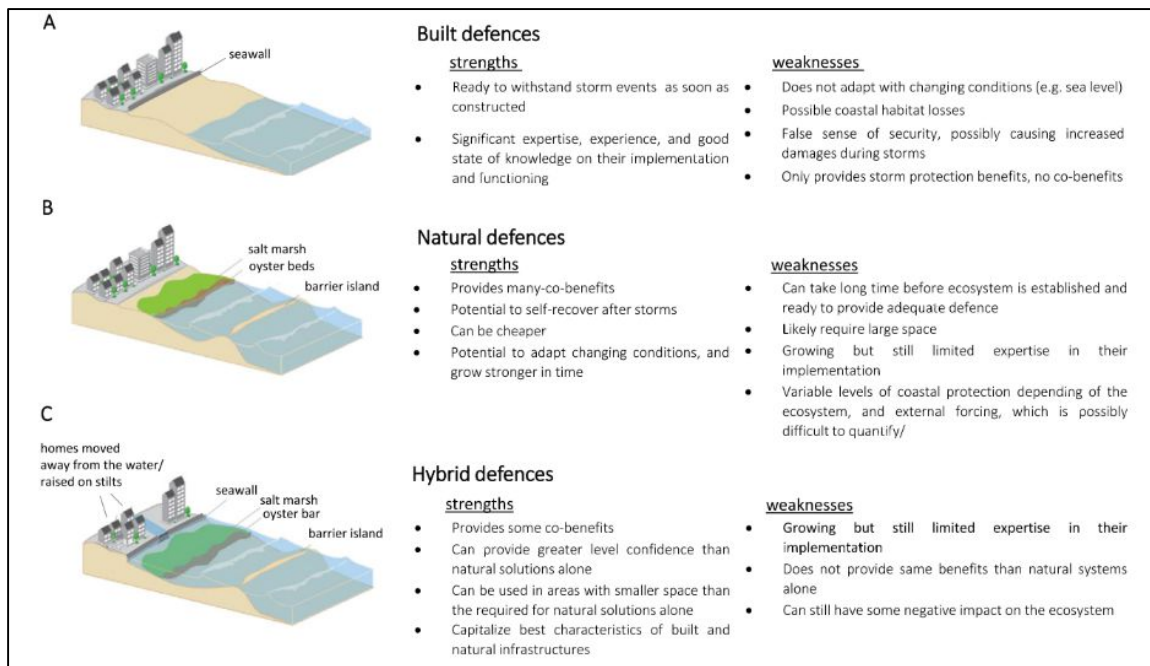 A
seawall
Built defences
strengths
• Ready to withstand storm events as soon as
constructed
• Significant expertise, experience, and good
state of knowledge on their implementation
and functioning
weaknesses
• Does not adapt with changing conditions (e.g. sea level)
• Possible coastal habitat losses
• False sense of security, possibly causing increased
damages during storms
• Only provides storm protection benefits, no co-benefits
B
salt marsh
oyster beds
barrier island
Natural defences
strengths
• Provides many-co-benefits
• Potential to self-recover after storms
• Can be cheaper
• Potential to adapt changing conditions, and
grow stronger in time
weaknesses
• Can take long time before ecosystem is established and
ready to provide adequate defence
• Likely require large space
• Growing but still limited expertise in their
implementation
• Variable levels of coastal protection depending of the
ecosystem, and external forcing, which is possibly
difficult to quantify/
C
homes moved
away from the water/
raised on stilts
seawall
salt marsh
oyster bar
barrier island
Hybrid defences
strengths
• Provides some co-benefits
• Can provide greater level confidence than
natural solutions alone
• Can be used in areas with smaller space than
the required for natural solutions alone
• Capitalize best characteristics of built and
natural infrastructures
weaknesses
• Growing but still limited expertise in their
implementation
• Does not provide same benefits than natural systems
alone
• Can still have some negative impact on the ecosystem